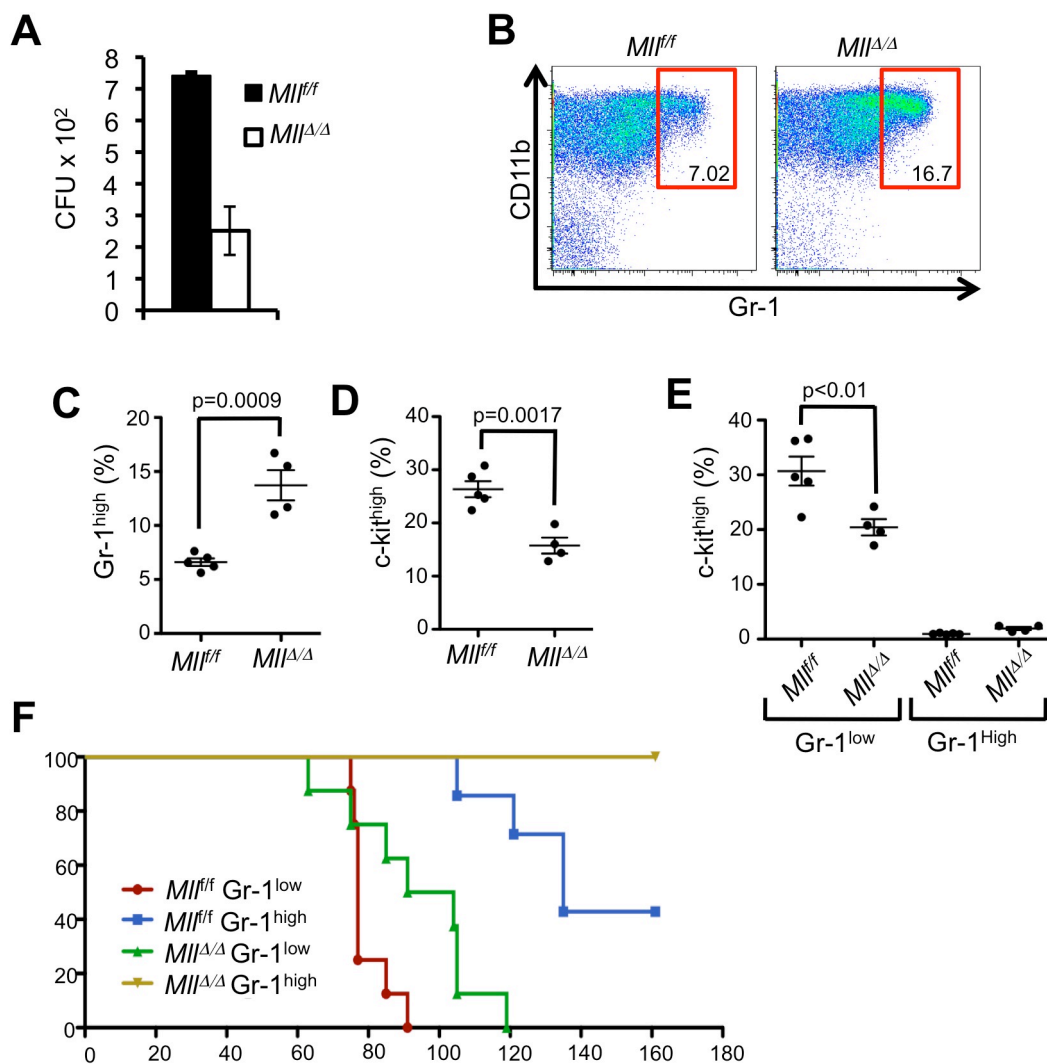 A
CFU x 10²
8
7
6
5
4
3
2
1
0
Mll^f/f
Mll^Δ/Δ
B
Mll^f/f
Mll^Δ/Δ
CD11b
7.02
16.7
Gr-1
C
Gr-1^high (%)
20
15
10
5
0
p=0.0009
Mll^f/f
Mll^Δ/Δ
D
c-kit^high (%)
40
30
20
10
0
p=0.0017
Mll^f/f
Mll^Δ/Δ
E
c-kit^high (%)
40
30
20
10
0
p<0.01
Mll^f/f
Mll^Δ/Δ
Mll^f/f
Mll^Δ/Δ
Gr-1^low
Gr-1^High
F
100
80
60
40
20
0
Mll^f/f Gr-1^low
Mll^f/f Gr-1^high
Mll^Δ/Δ Gr-1^low
Mll^Δ/Δ Gr-1^high
0 20 40 60 80 100 120 140 160 180